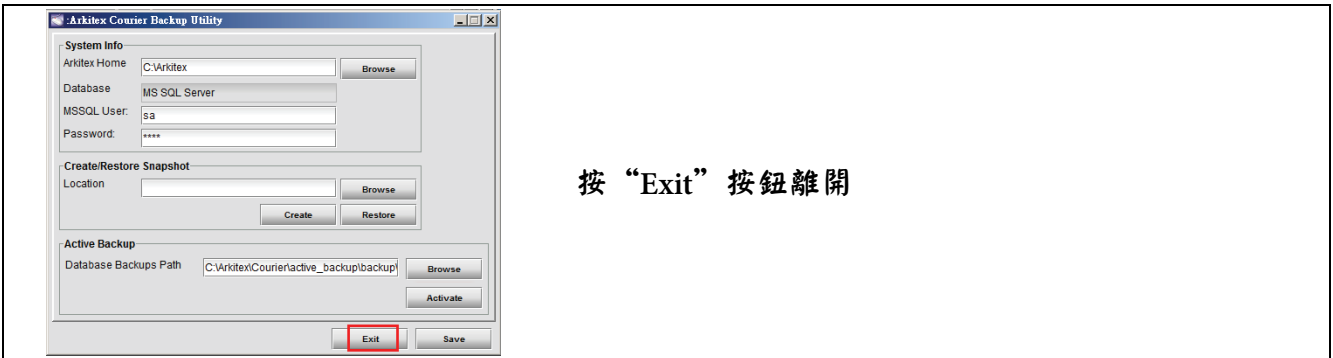 :Arkitex Courier Backup Utility
System Info
Arkitex Home C:\Arkitex Browse
Database MS SQL Server
MSSQL User: sa
Password: ****
Create/Restore Snapshot
Location Browse
Create Restore
Active Backup
Database Backups Path C:\Arkitex\Courier\active_backup\backup\ Browse
Activate
Exit Save
按“Exit”按鈕離開